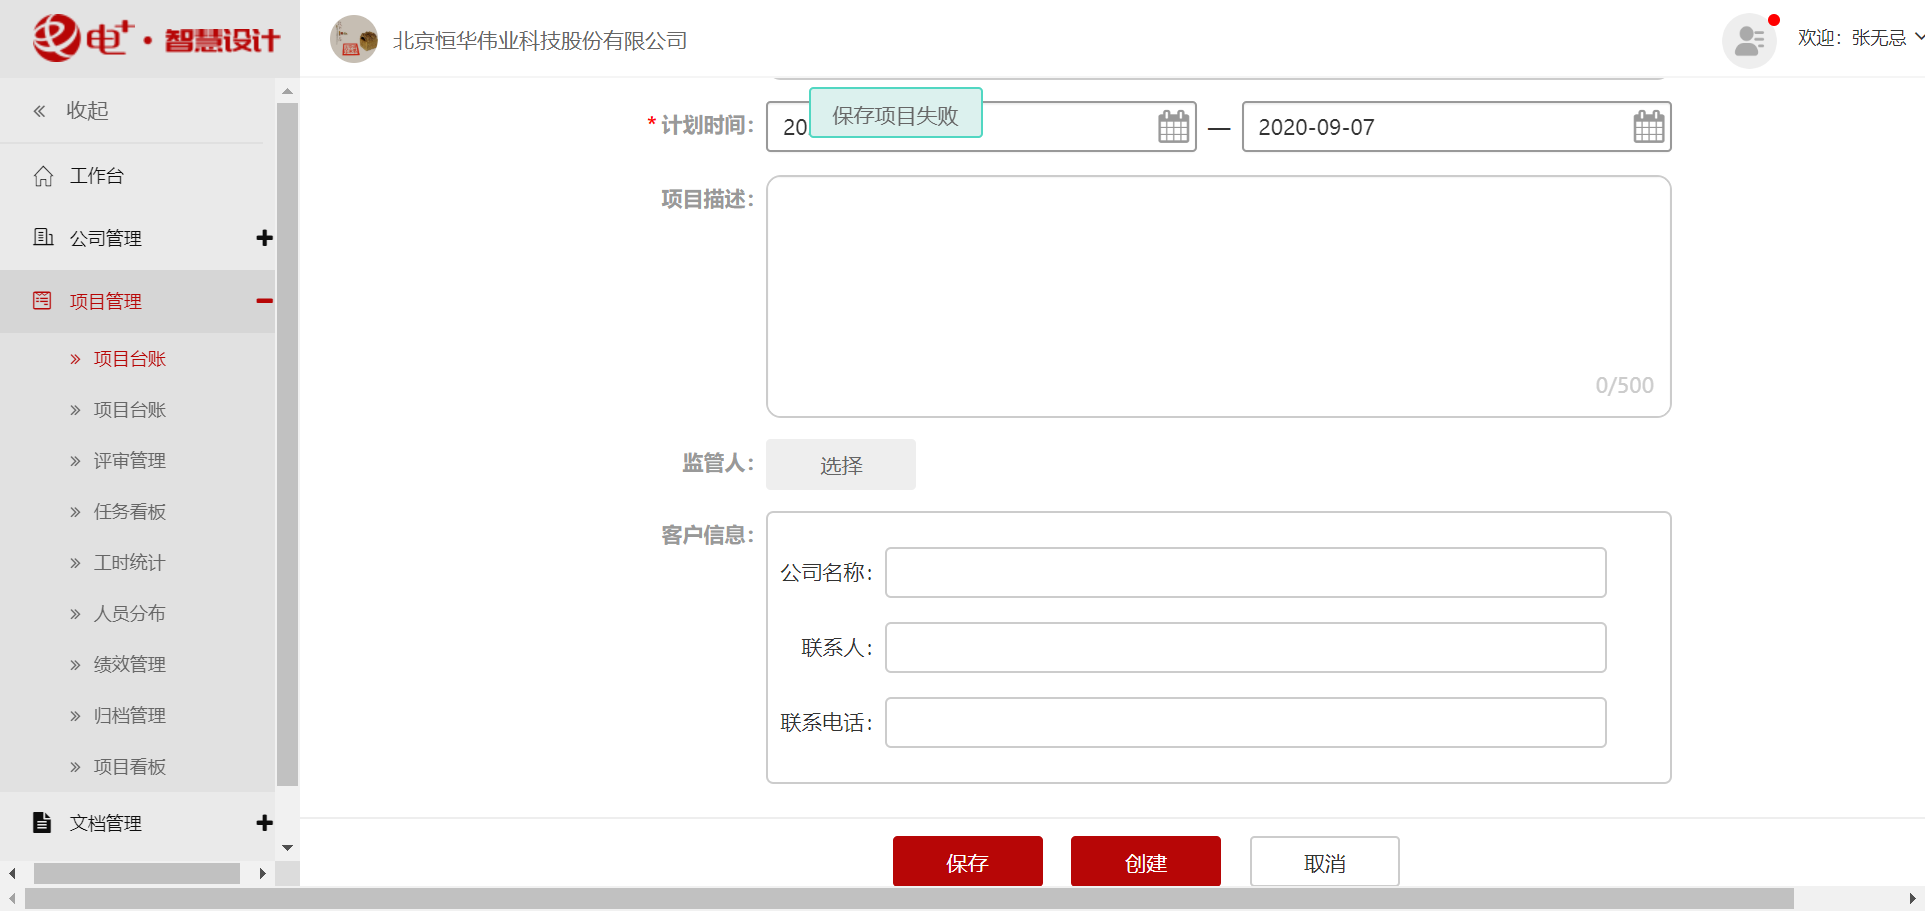 电+·智慧设计
北京恒华伟业科技股份有限公司
欢迎：张无忌
收起
工作台
公司管理
项目管理
项目台账
项目台账
评审管理
任务看板
工时统计
人员分布
绩效管理
归档管理
项目看板
文档管理
保存项目失败
*计划时间： 20 — 2020-09-07
项目描述：
0/500
监管人： 选择
客户信息：
公司名称：
联系人：
联系电话：
保存 创建 取消